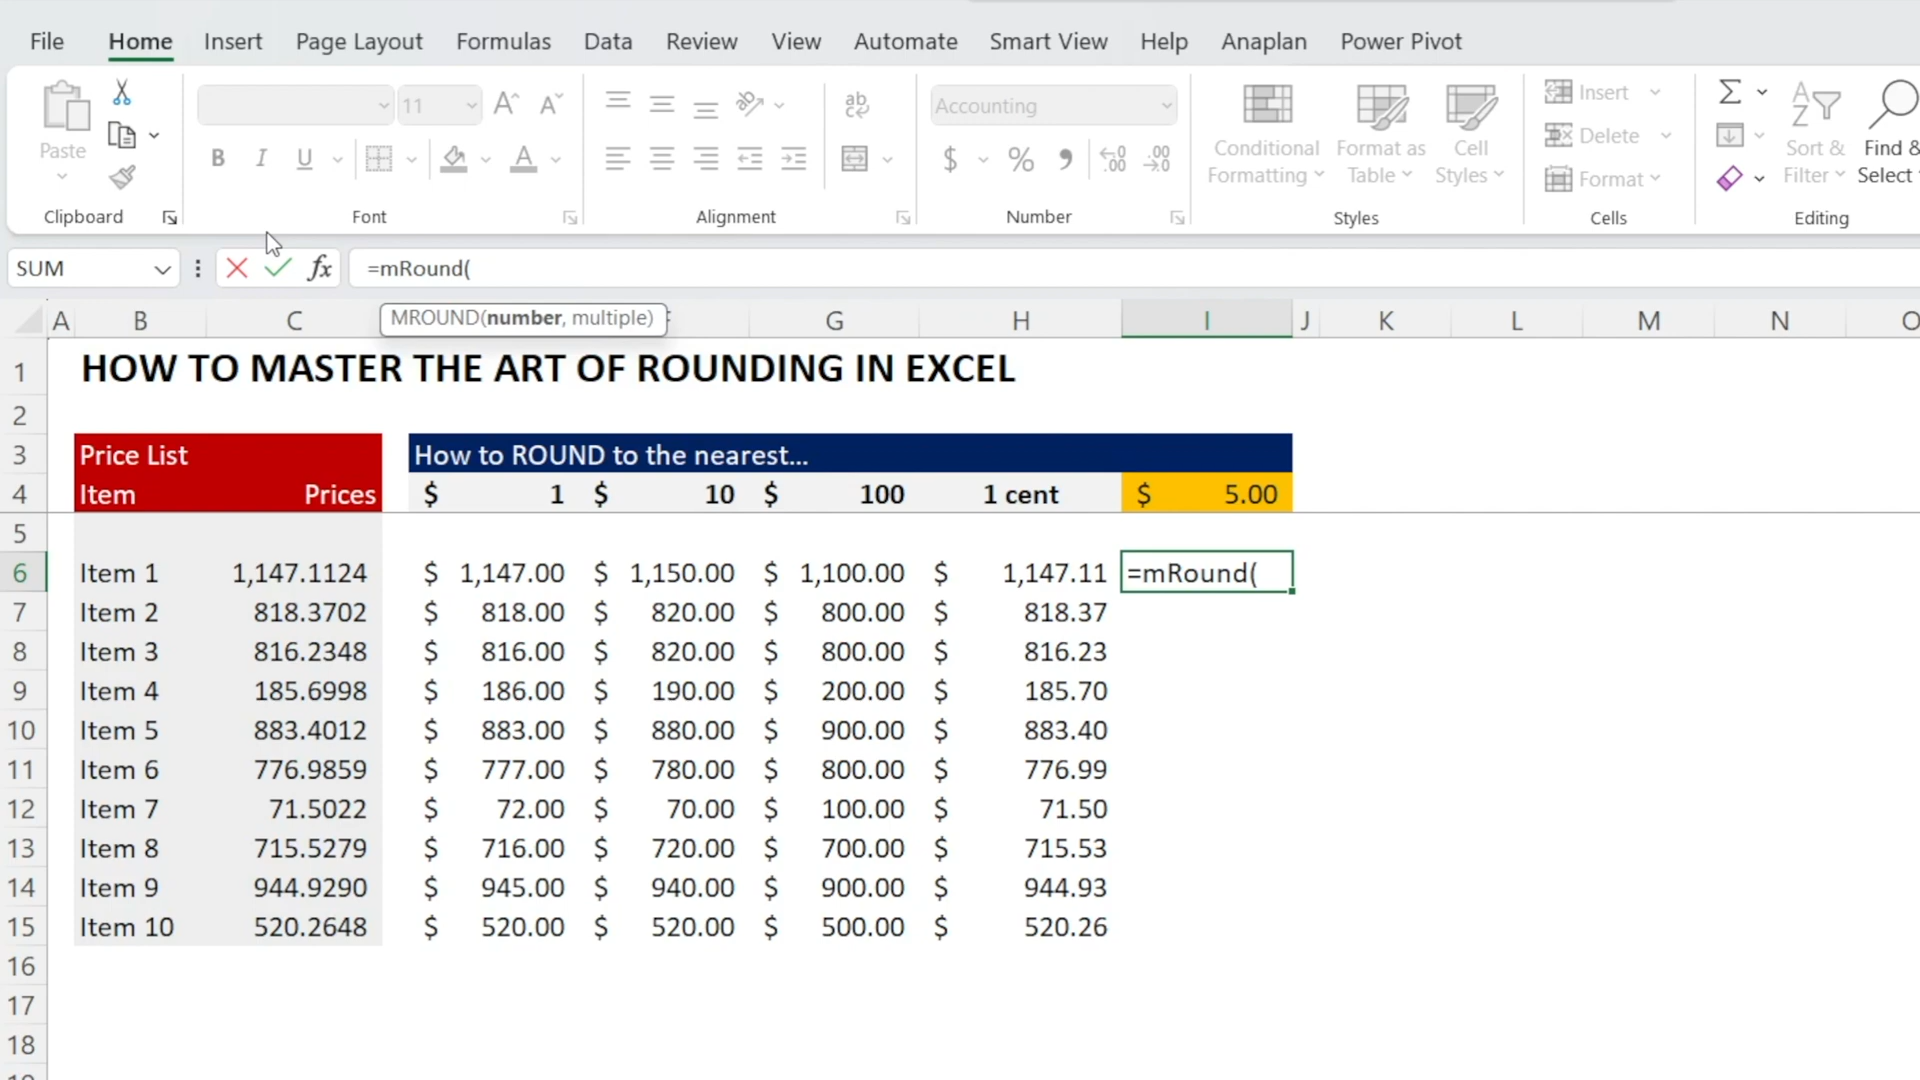 File Home Insert Page Layout Formulas Data Review View Automate Smart View Help Anaplan Power Pivot
Paste
11
Accounting
B I U A
$ %
Conditional Formatting
Format as Table
Cell Styles
Insert
Delete
Format
Sort & Filter
Find & Select
Clipboard Font Alignment Number Styles Cells Editing
SUM fx =mRound(
MROUND(number, multiple)
A B C G H I J K L M N O
1 HOW TO MASTER THE ART OF ROUNDING IN EXCEL
2
3 Price List How to ROUND to the nearest...
4 Item Prices $ 1 $ 10 $ 100 1 cent $ 5.00
5
6 Item 1 1,147.1124 $ 1,147.00 $ 1,150.00 $ 1,100.00 $ 1,147.11 =mRound(
7 Item 2 818.3702 $ 818.00 $ 820.00 $ 800.00 $ 818.37
8 Item 3 816.2348 $ 816.00 $ 820.00 $ 800.00 $ 816.23
9 Item 4 185.6998 $ 186.00 $ 190.00 $ 200.00 $ 185.70
10 Item 5 883.4012 $ 883.00 $ 880.00 $ 900.00 $ 883.40
11 Item 6 776.9859 $ 777.00 $ 780.00 $ 800.00 $ 776.99
12 Item 7 71.5022 $ 72.00 $ 70.00 $ 100.00 $ 71.50
13 Item 8 715.5279 $ 716.00 $ 720.00 $ 700.00 $ 715.53
14 Item 9 944.9290 $ 945.00 $ 940.00 $ 900.00 $ 944.93
15 Item 10 520.2648 $ 520.00 $ 520.00 $ 500.00 $ 520.26
16
17
18